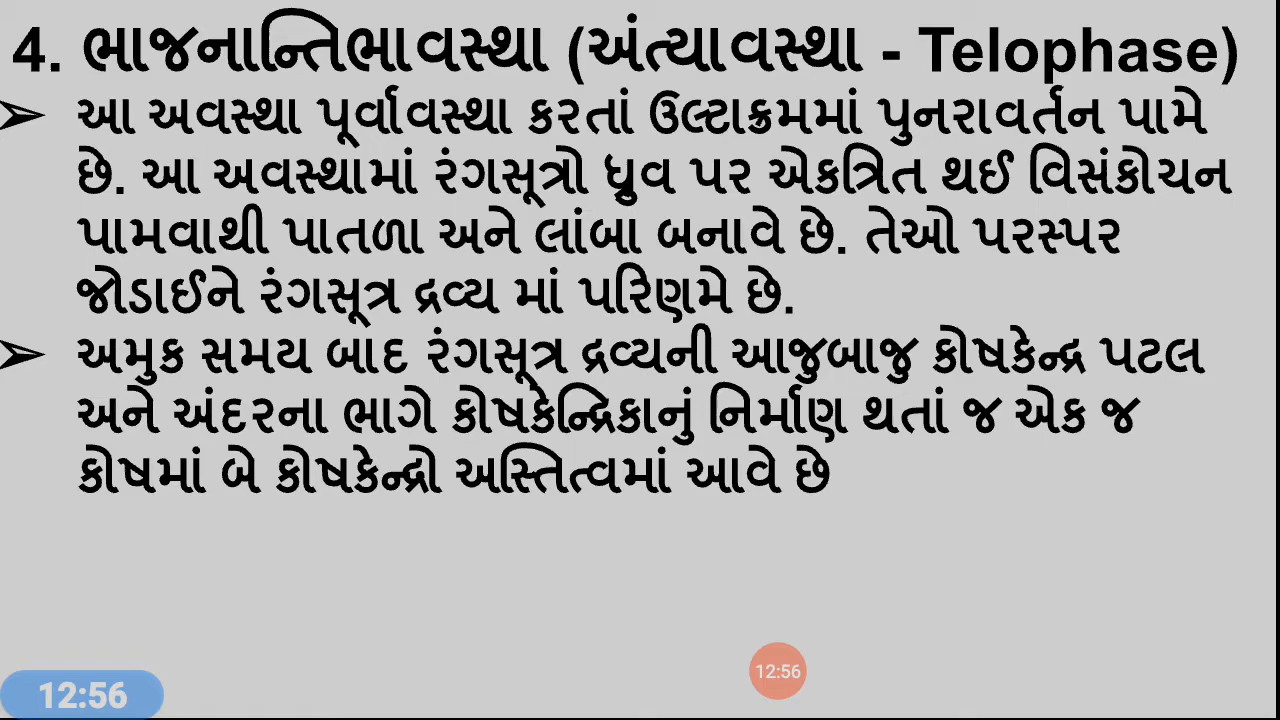 4. ભાજનાન્તિભાવસ્થા (અંત્યાવસ્થા - Telophase)
➢ આ અવસ્થા પૂર્વાવસ્થા કરતાં ઉલ્ટાક્રમમાં પુનરાવર્તન પામે
છે. આ અવસ્થામાં રંગસૂત્રો ધ્રુવ પર એકત્રિત થઈ વિસંકોચન
પામવાથી પાતળા અને લાંબા બનાવે છે. તેઓ પરસ્પર
જોડાઈને રંગસૂત્ર દ્રવ્ય માં પરિણમે છે.
➢ અમુક સમય બાદ રંગસૂત્ર દ્રવ્યની આજુબાજુ કોષકેન્દ્ર પટલ
અને અંદરના ભાગે કોષકેન્દ્રિકાનું નિર્માણ થતાં જ એક જ
કોષમાં બે કોષકેન્દ્રો અસ્તિત્વમાં આવે છે
12:56
12:56